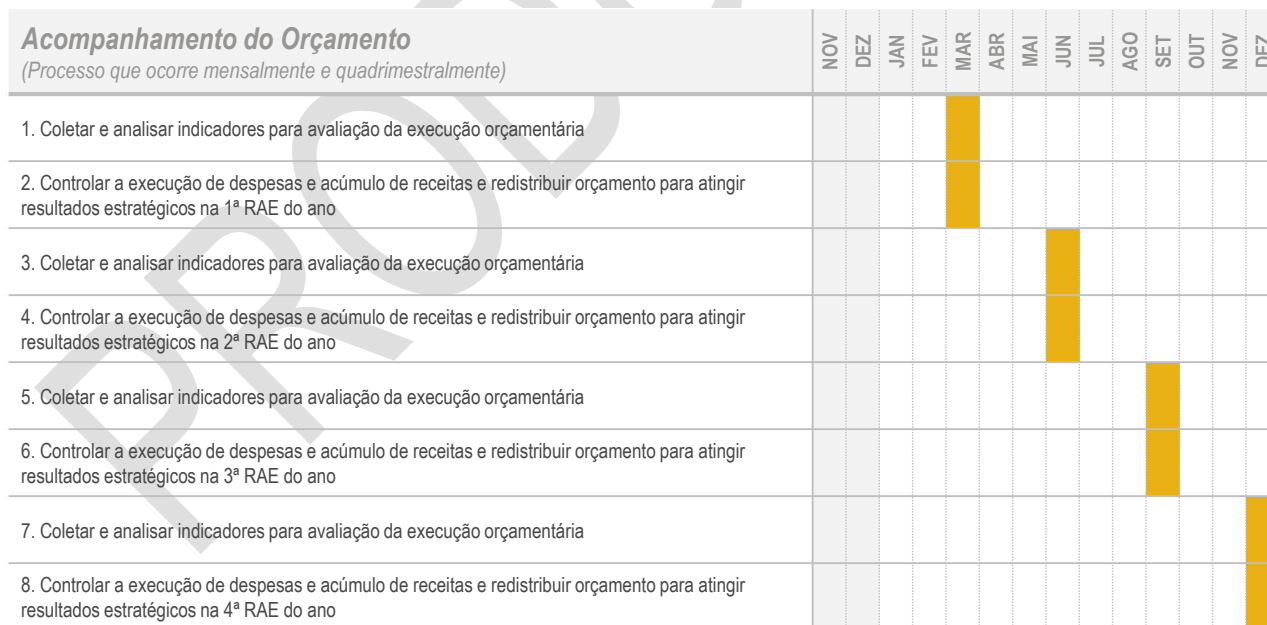 Acompanhamento do Orçamento
(Processo que ocorre mensalmente e quadrimestralmente)
NOV DEZ JAN FEV MAR ABR MAI JUN JUL AGO SET OUT NOV DEZ
1. Coletar e analisar indicadores para avaliação da execução orçamentária
2. Controlar a execução de despesas e acúmulo de receitas e redistribuir orçamento para atingir
resultados estratégicos na 1ª RAE do ano
3. Coletar e analisar indicadores para avaliação da execução orçamentária
4. Controlar a execução de despesas e acúmulo de receitas e redistribuir orçamento para atingir
resultados estratégicos na 2ª RAE do ano
5. Coletar e analisar indicadores para avaliação da execução orçamentária
6. Controlar a execução de despesas e acúmulo de receitas e redistribuir orçamento para atingir
resultados estratégicos na 3ª RAE do ano
7. Coletar e analisar indicadores para avaliação da execução orçamentária
8. Controlar a execução de despesas e acúmulo de receitas e redistribuir orçamento para atingir
resultados estratégicos na 4ª RAE do ano